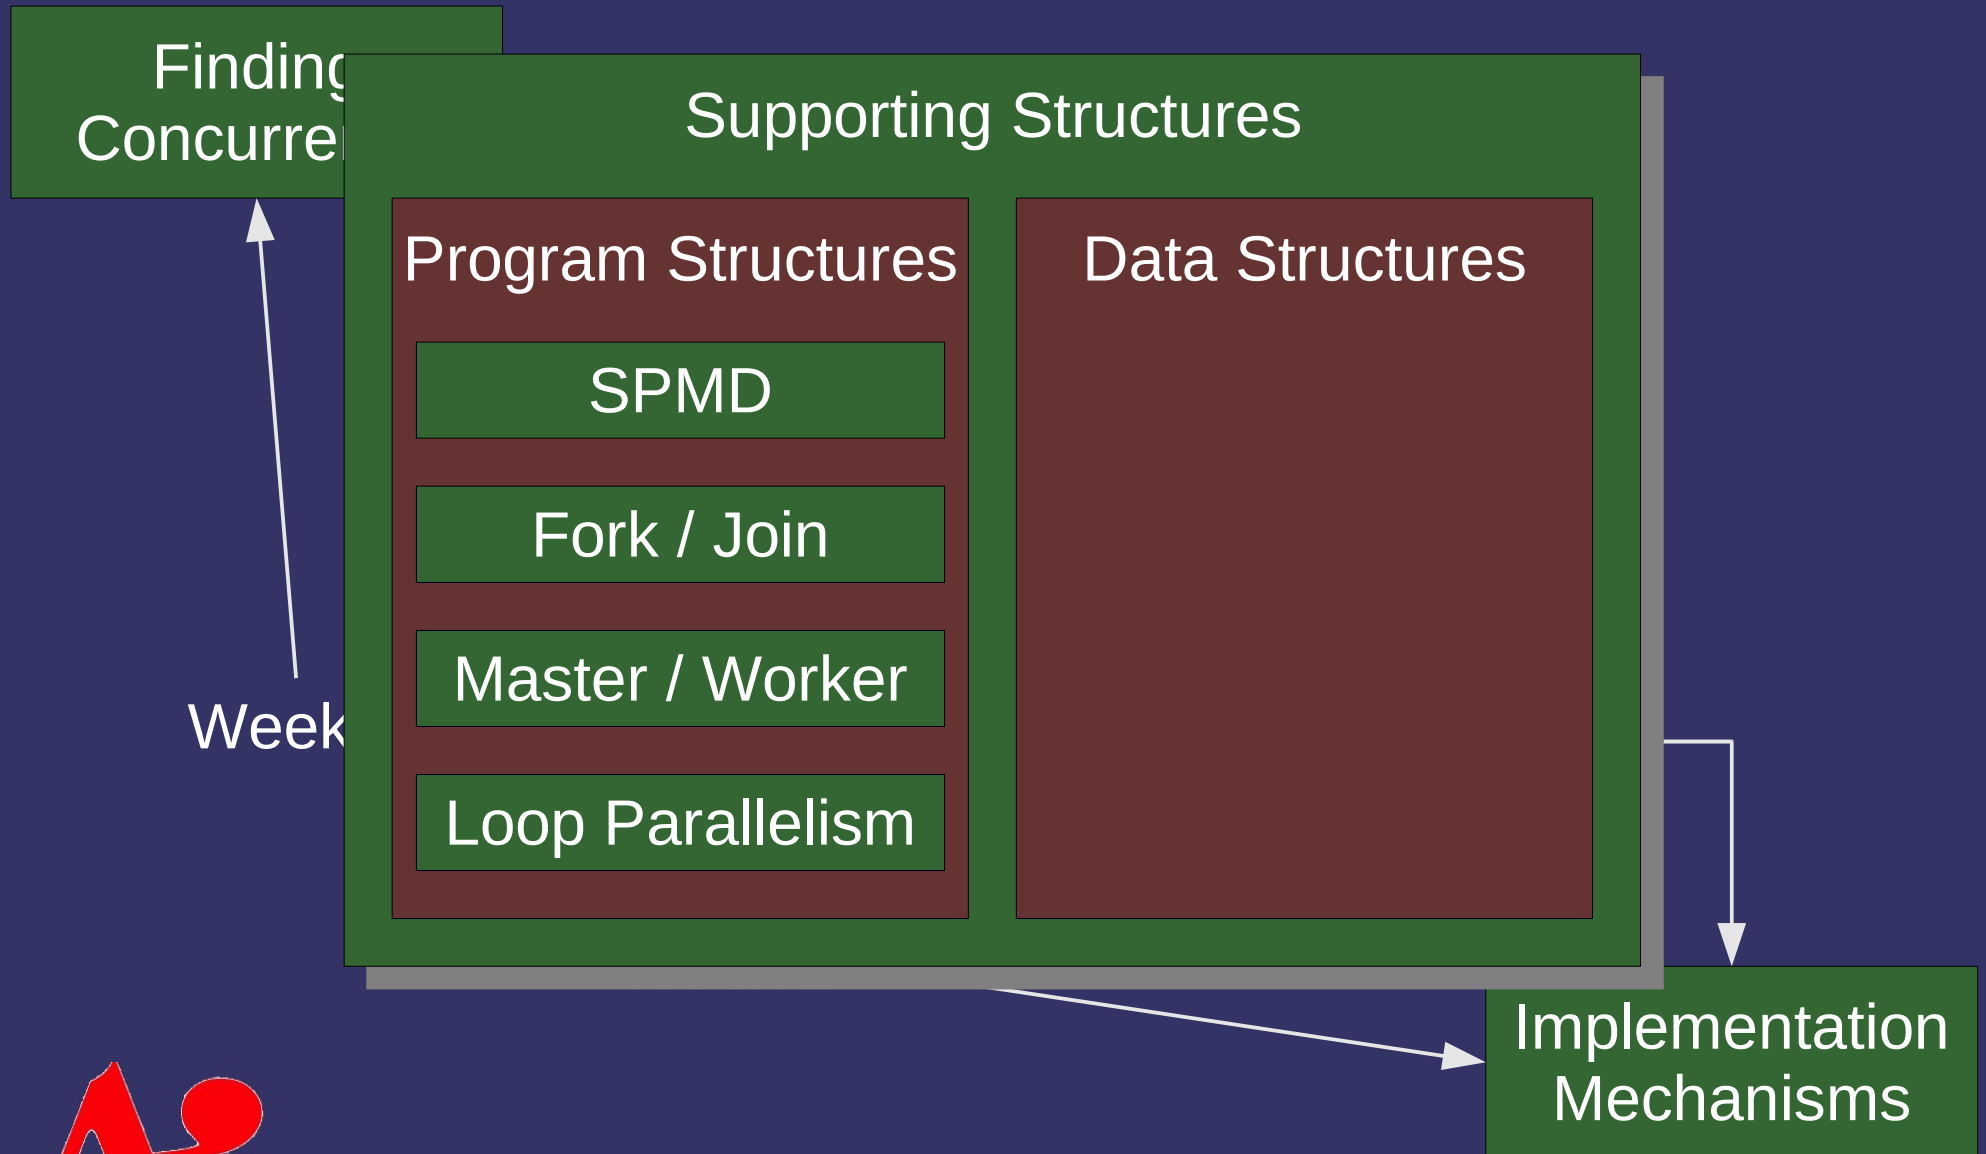 Finding
Concurre
Supporting Structures
Program Structures
Data Structures
SPMD
Fork / Join
Master / Worker
Loop Parallelism
Week
Implementation
Mechanisms